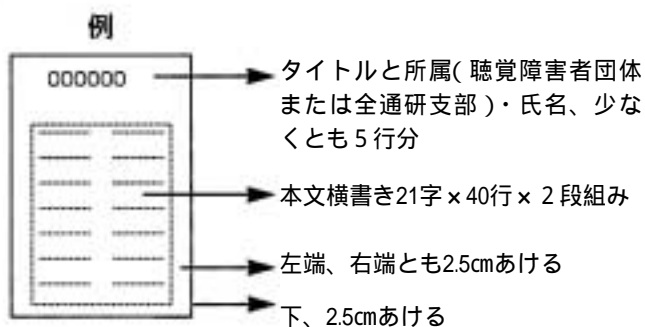 例
000000
タイトルと所属(聴覚障害者団体
または全通研支部)・氏名、少な
くとも5行分
本文横書き21字×40行×2段組み
左端、右端とも2.5㎝あける
下、2.5㎝あける